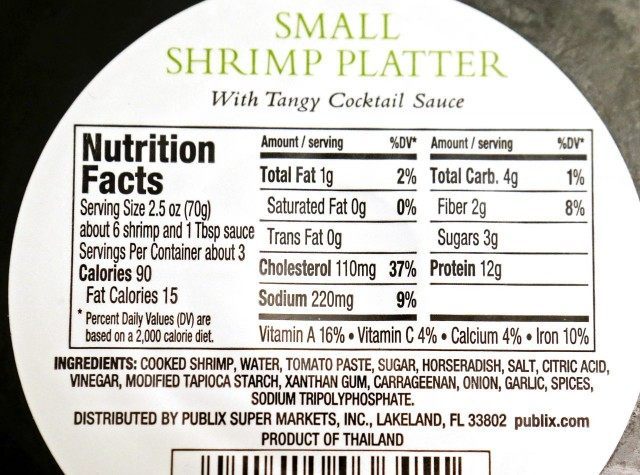 SMALL
SHRIMP PLATTER
With Tangy Cocktail Sauce
Nutrition
Facts
Serving Size 2.5 oz (70g)
about 6 shrimp and 1 Tbsp sauce
Servings Per Container about 3
Calories 90
Fat Calories 15
* Percent Daily Values (DV) are
based on a 2,000 calorie diet.
Amount / serving %DV*
Total Fat 1g 2%
Saturated Fat 0g 0%
Trans Fat 0g
Cholesterol 110mg 37%
Sodium 220mg 9%
Amount / serving %DV*
Total Carb. 4g 1%
Fiber 2g 8%
Sugars 3g
Protein 12g
Vitamin A 16% • Vitamin C 4% • Calcium 4% • Iron 10%
INGREDIENTS: COOKED SHRIMP, WATER, TOMATO PASTE, SUGAR, HORSERADISH, SALT, CITRIC ACID,
VINEGAR, MODIFIED TAPIOCA STARCH, XANTHAN GUM, CARRAGEENAN, ONION, GARLIC, SPICES,
SODIUM TRIPOLYPHOSPHATE.
DISTRIBUTED BY PUBLIX SUPER MARKETS, INC., LAKELAND, FL 33802 publix.com
PRODUCT OF THAILAND